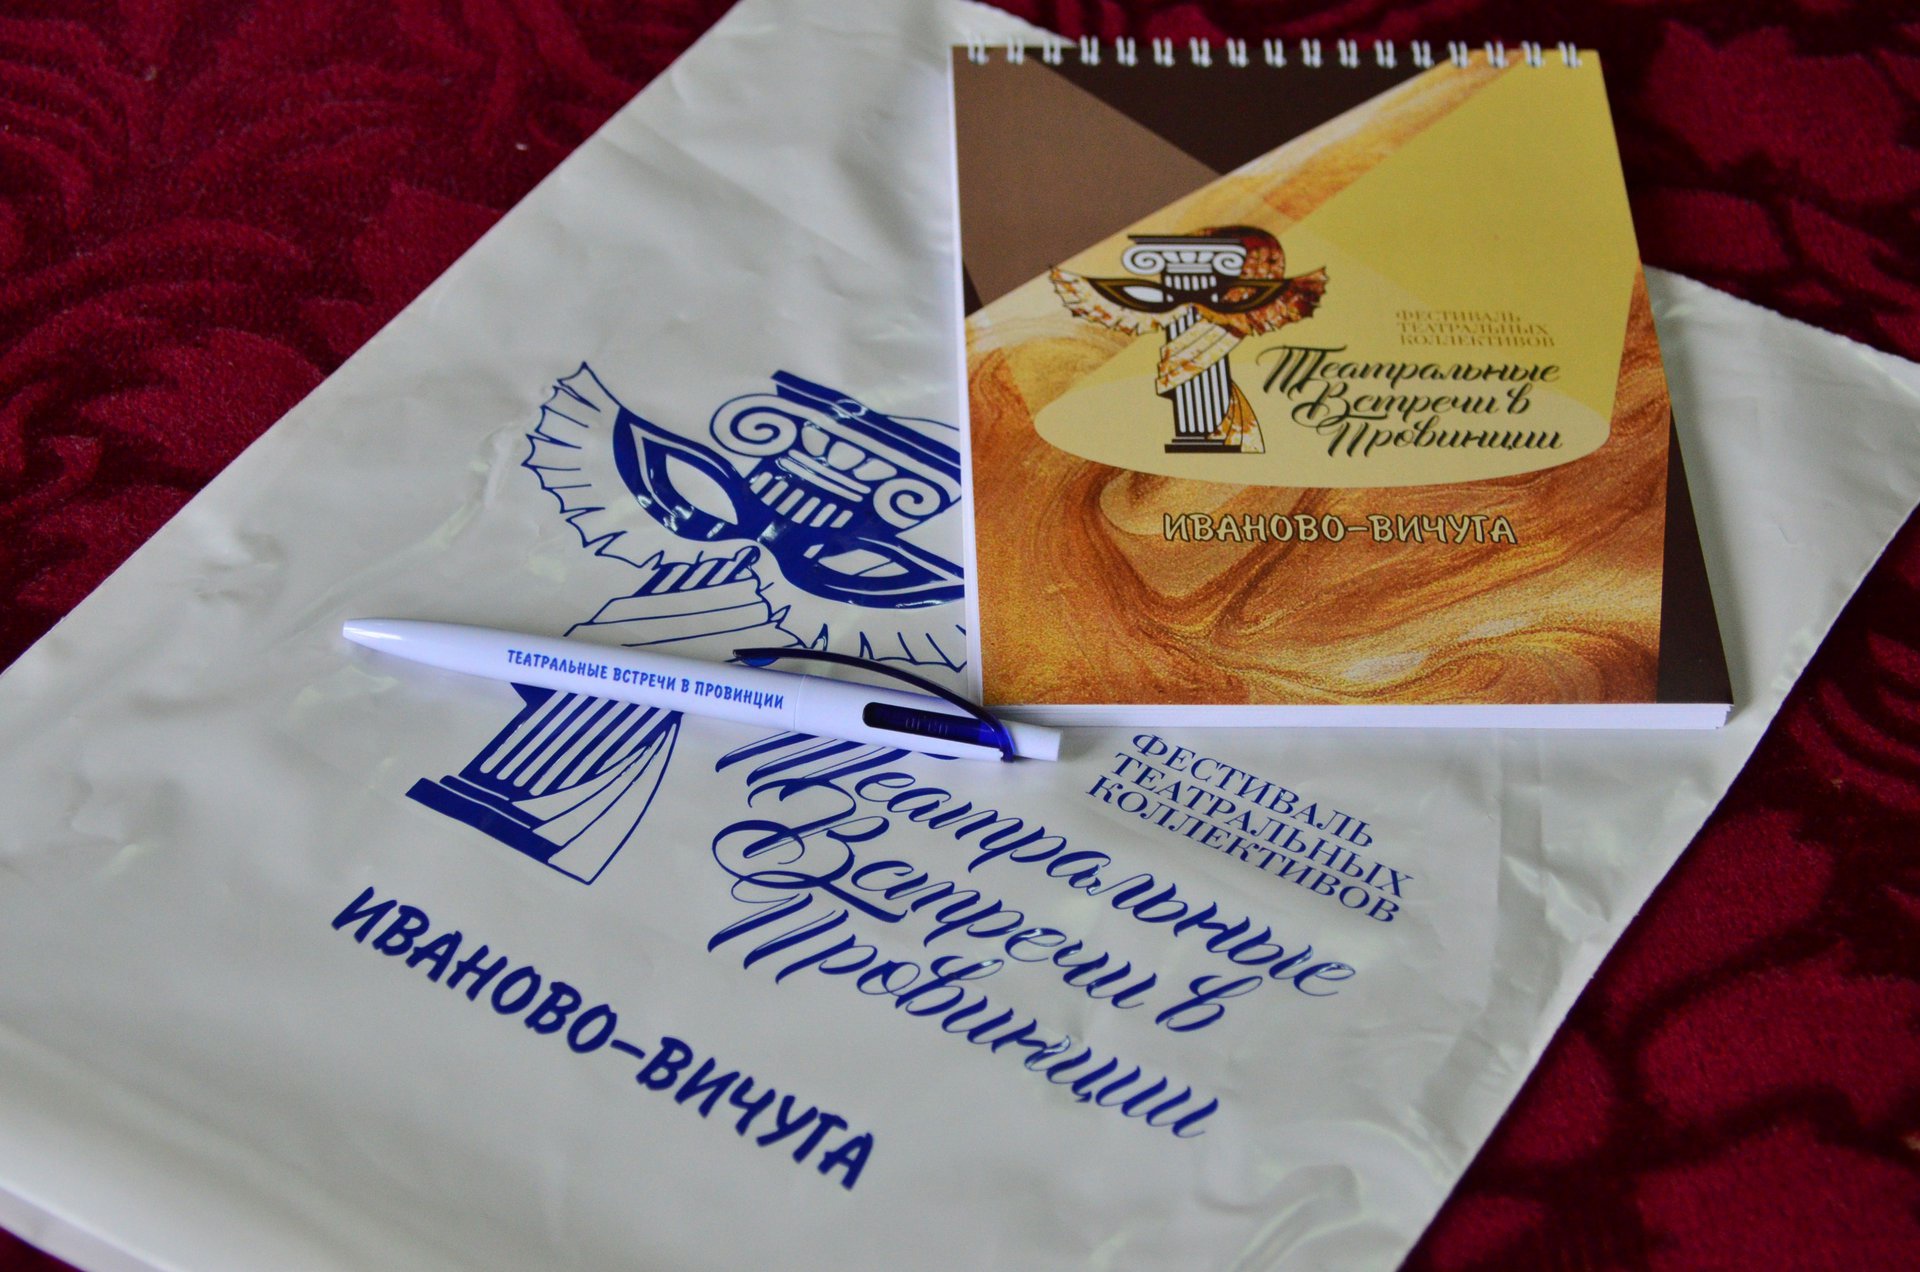 ФЕСТИВАЛЬ
ТЕАТРАЛЬНЫХ
КОЛЛЕКТИВОВ
Театральные
Встречи в
Провинции
ИВАНОВО-ВИЧУГА
ТЕАТРАЛЬНЫЕ ВСТРЕЧИ В ПРОВИНЦИИ
ФЕСТИВАЛЬ
ТЕАТРАЛЬНЫХ
КОЛЛЕКТИВОВ
Театральные
Встречи в
Провинции
ИВАНОВО-ВИЧУГА